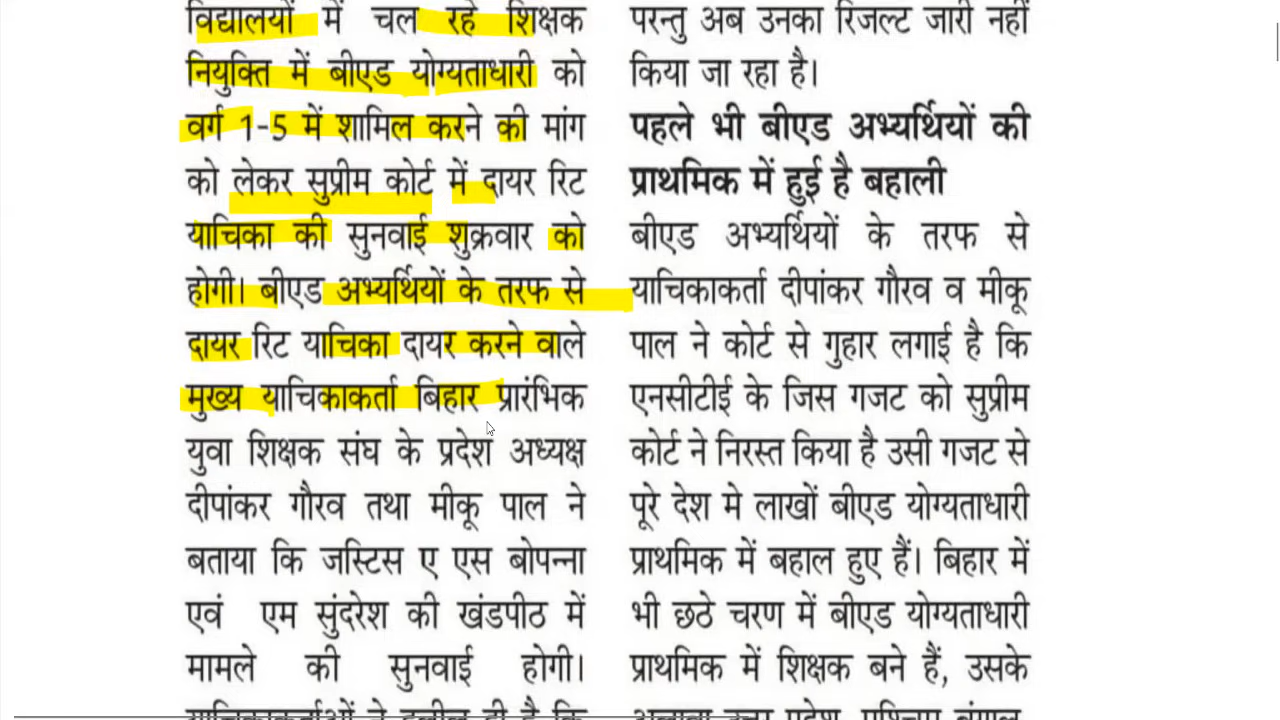 विद्यालयों में चल रहे शिक्षक
नियुक्ति में बीएड योग्यताधारी को
वर्ग 1-5 में शामिल करने की मांग
को लेकर सुप्रीम कोर्ट में दायर रिट
याचिका की सुनवाई शुक्रवार को
होगी। बीएड अभ्यर्थियों के तरफ से
दायर रिट याचिका दायर करने वाले
मुख्य याचिकाकर्ता बिहार प्रारंभिक
युवा शिक्षक संघ के प्रदेश अध्यक्ष
दीपांकर गौरव तथा मीकू पाल ने
बताया कि जस्टिस ए एस बोपन्ना
एवं एम सुंदरेश की खंडपीठ में
मामले की सुनवाई होगी।
परन्तु अब उनका रिजल्ट जारी नहीं
किया जा रहा है।
पहले भी बीएड अभ्यर्थियों की
प्राथमिक में हुई है बहाली
बीएड अभ्यर्थियों के तरफ से
याचिकाकर्ता दीपांकर गौरव व मीकू
पाल ने कोर्ट से गुहार लगाई है कि
एनसीटीई के जिस गजट को सुप्रीम
कोर्ट ने निरस्त किया है उसी गजट से
पूरे देश मे लाखों बीएड योग्यताधारी
प्राथमिक में बहाल हुए हैं। बिहार में
भी छठे चरण में बीएड योग्यताधारी
प्राथमिक में शिक्षक बने हैं, उसके